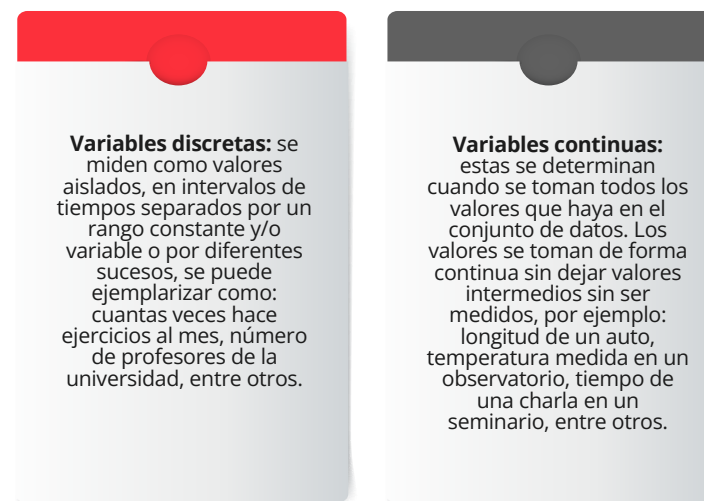 Variables discretas: se
miden como valores
aislados, en intervalos de
tiempos separados por un
rango constante y/o
variable o por diferentes
sucesos, se puede
ejemplarizar como:
cuantas veces hace
ejercicios al mes, número
de profesores de la
universidad, entre otros.
Variables continuas:
estas se determinan
cuando se toman todos los
valores que haya en el
conjunto de datos. Los
valores se toman de forma
continua sin dejar valores
intermedios sin ser
medidos, por ejemplo:
longitud de un auto,
temperatura medida en un
observatorio, tiempo de
una charla en un
seminario, entre otros.